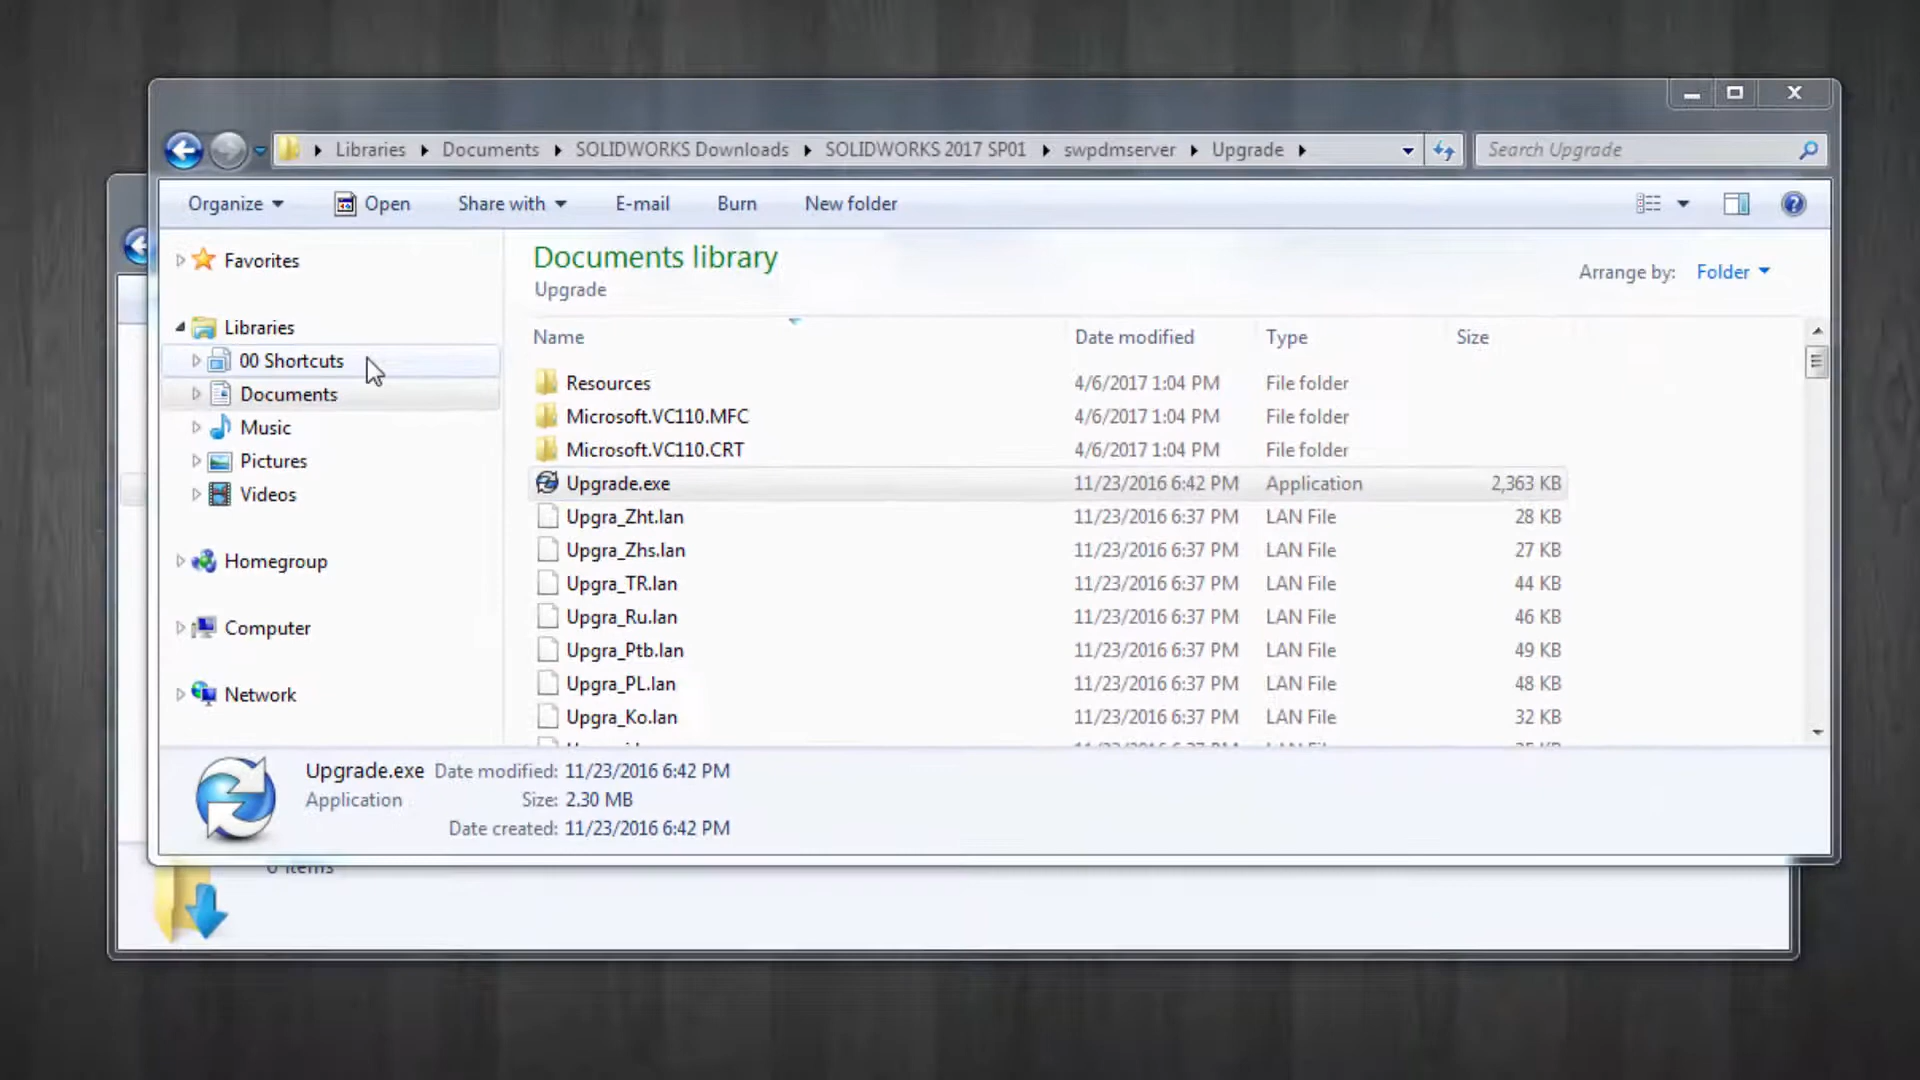 Libraries Documents SOLIDWORKS Downloads SOLIDWORKS 2017 SP01 swpdmserver Upgrade Search Upgrade
Organize Open Share with E-mail Burn New folder
Favorites
Libraries
00 Shortcuts
Documents
Music
Pictures
Videos
Homegroup
Computer
Network
Documents library
Upgrade
Arrange by: Folder
Name Date modified Type Size
Resources 4/6/2017 1:04 PM File folder
Microsoft.VC110.MFC 4/6/2017 1:04 PM File folder
Microsoft.VC110.CRT 4/6/2017 1:04 PM File folder
Upgrade.exe 11/23/2016 6:42 PM Application 2,363 KB
Upgra_Zht.lan 11/23/2016 6:37 PM LAN File 28 KB
Upgra_Zhs.lan 11/23/2016 6:37 PM LAN File 27 KB
Upgra_TR.lan 11/23/2016 6:37 PM LAN File 44 KB
Upgra_Ru.lan 11/23/2016 6:37 PM LAN File 46 KB
Upgra_Ptb.lan 11/23/2016 6:37 PM LAN File 49 KB
Upgra_PL.lan 11/23/2016 6:37 PM LAN File 48 KB
Upgra_Ko.lan 11/23/2016 6:37 PM LAN File 32 KB
Upgrade.exe Date modified: 11/23/2016 6:42 PM
Application Size: 2.30 MB
Date created: 11/23/2016 6:42 PM
items